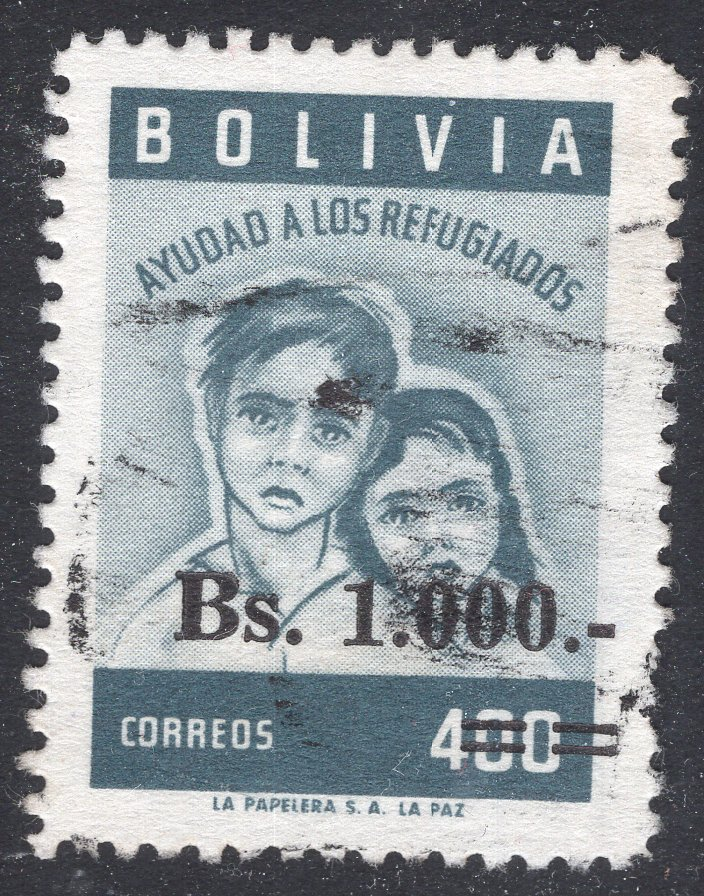 BOLIVIA
AYUDAD A LOS REFUGIADOS
Bs. 1.000.-
CORREOS 400
LA PAPELERA S. A. LA PAZ